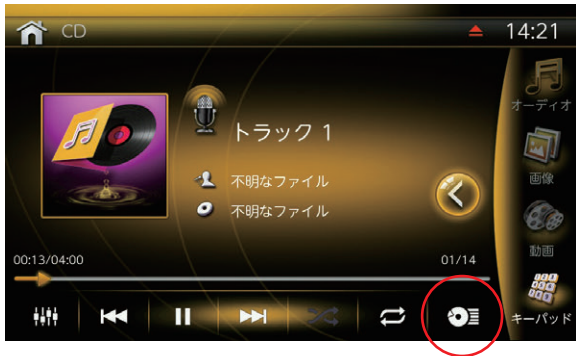 CD
14:21
オーディオ
トラック 1
画像
不明なファイル
不明なファイル
動画
00:13/04:00
01/14
キーパッド